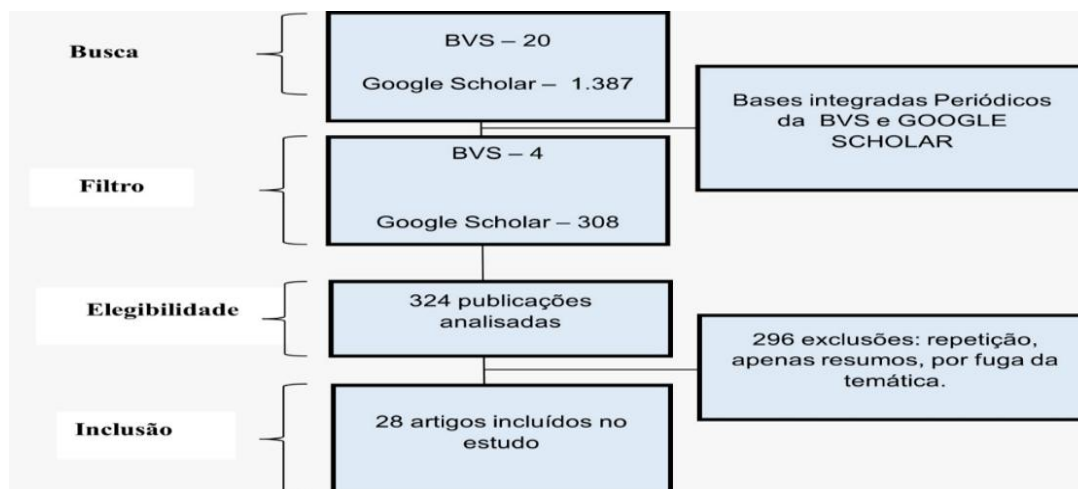 Busca
BVS – 20
Google Scholar – 1.387
Bases integradas Periódicos
da BVS e GOOGLE
SCHOLAR
Filtro
BVS – 4
Google Scholar – 308
Elegibilidade
324 publicações
analisadas
296 exclusões: repetição,
apenas resumos, por fuga da
temática.
Inclusão
28 artigos incluídos no
estudo